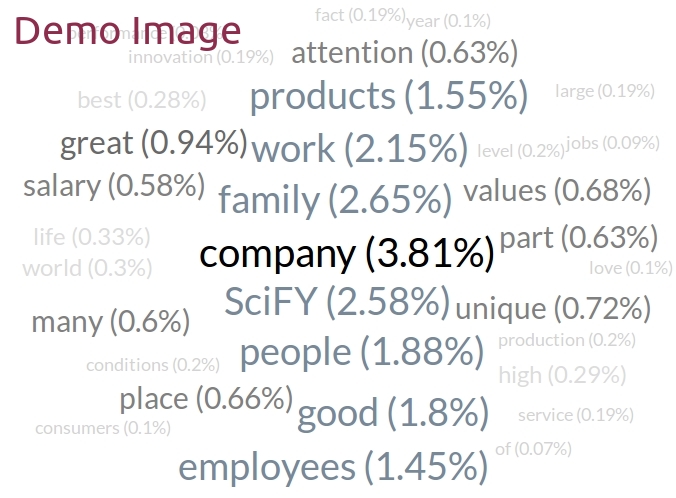 Demo Image
fact (0.19%) year (0.1%)
innovation (0.19%) attention (0.63%)
best (0.28%) products (1.55%) large (0.19%)
great (0.94%) work (2.15%) level (0.2%) jobs (0.09%)
salary (0.58%) family (2.65%) values (0.68%)
life (0.33%) company (3.81%) part (0.63%)
world (0.3%) love (0.1%)
many (0.6%) SciFY (2.58%) unique (0.72%)
conditions (0.2%) people (1.88%) production (0.2%)
high (0.29%)
place (0.66%) good (1.8%) service (0.19%)
consumers (0.1%)
employees (1.45%) of (0.07%)